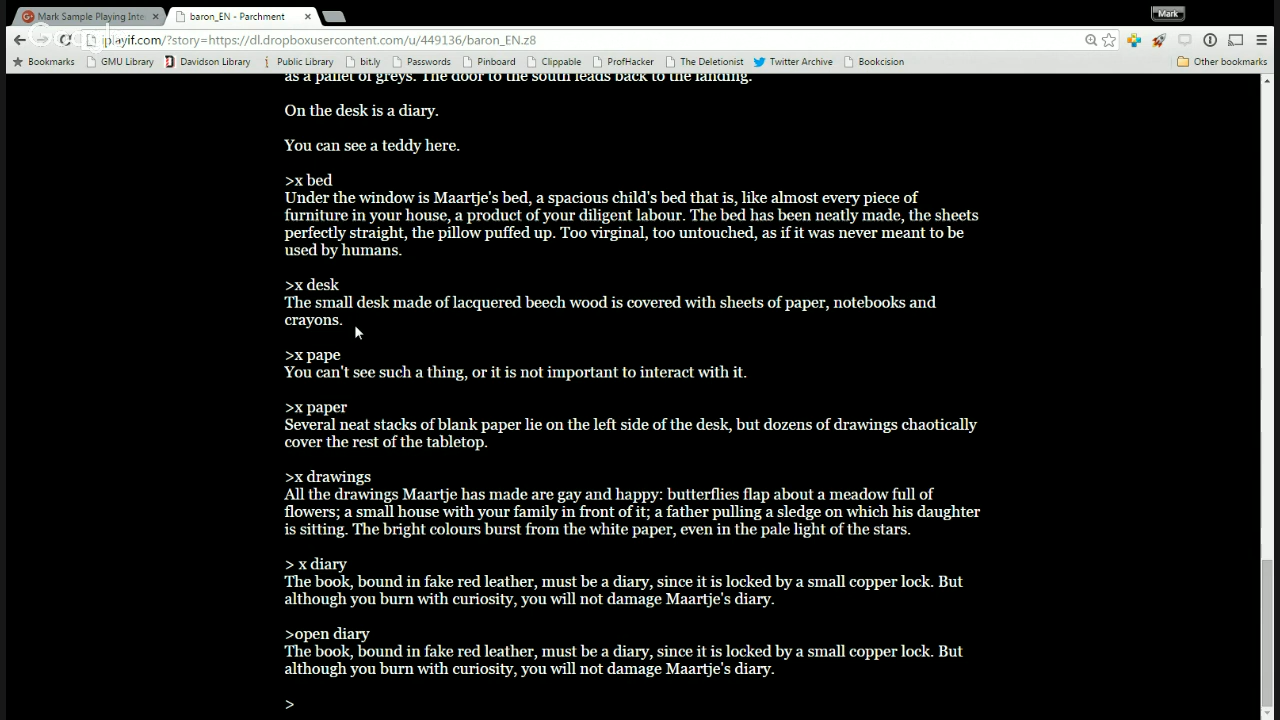 Mark Sample Playing Inte
baron_EN - Parchment
Mark
iplayif.com/?story=https://dl.dropboxusercontent.com/u/449136/baron_EN.z8
Bookmarks GMU Library Davidson Library Public Library bit.ly Passwords Pinboard Clippable ProfHacker The Deletionist Twitter Archive Bookcision Other bookmarks
as a pallet of greys. The door to the south leads back to the landing.
On the desk is a diary.
You can see a teddy here.
>x bed
Under the window is Maartje's bed, a spacious child's bed that is, like almost every piece of
furniture in your house, a product of your diligent labour. The bed has been neatly made, the sheets
perfectly straight, the pillow puffed up. Too virginal, too untouched, as if it was never meant to be
used by humans.
>x desk
The small desk made of lacquered beech wood is covered with sheets of paper, notebooks and
crayons.
>x pape
You can't see such a thing, or it is not important to interact with it.
>x paper
Several neat stacks of blank paper lie on the left side of the desk, but dozens of drawings chaotically
cover the rest of the tabletop.
>x drawings
All the drawings Maartje has made are gay and happy: butterflies flap about a meadow full of
flowers; a small house with your family in front of it; a father pulling a sledge on which his daughter
is sitting. The bright colours burst from the white paper, even in the pale light of the stars.
> x diary
The book, bound in fake red leather, must be a diary, since it is locked by a small copper lock. But
although you burn with curiosity, you will not damage Maartje's diary.
>open diary
The book, bound in fake red leather, must be a diary, since it is locked by a small copper lock. But
although you burn with curiosity, you will not damage Maartje's diary.
>